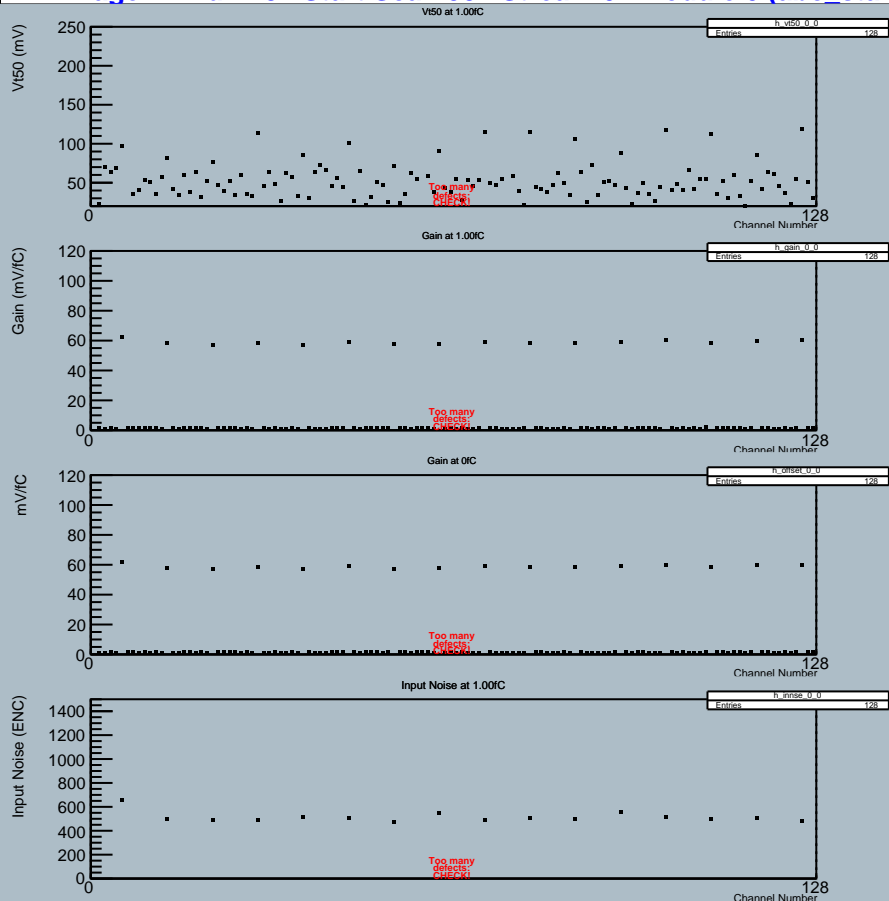 Vt50 at 1.00fC
h_vt50_0_0
Entries 128
Vt50 (mV)
250
200
150
100
50
Too many
defects:
CHECK!
0
128
Channel Number
Gain at 1.00fC
h_gain_0_0
Entries 128
Gain (mV/fC)
120
100
80
60
40
20
0
Too many
defects:
CHECK!
0
128
Channel Number
Gain at 0fC
h_offset_0_0
Entries 128
mV/fC
120
100
80
60
40
20
0
Too many
defects:
CHECK!
0
128
Channel Number
Input Noise at 1.00fC
h_innse_0_0
Entries 128
Input Noise (ENC)
1400
1200
1000
800
600
400
200
0
Too many
defects:
CHECK!
0
128
Channel Number